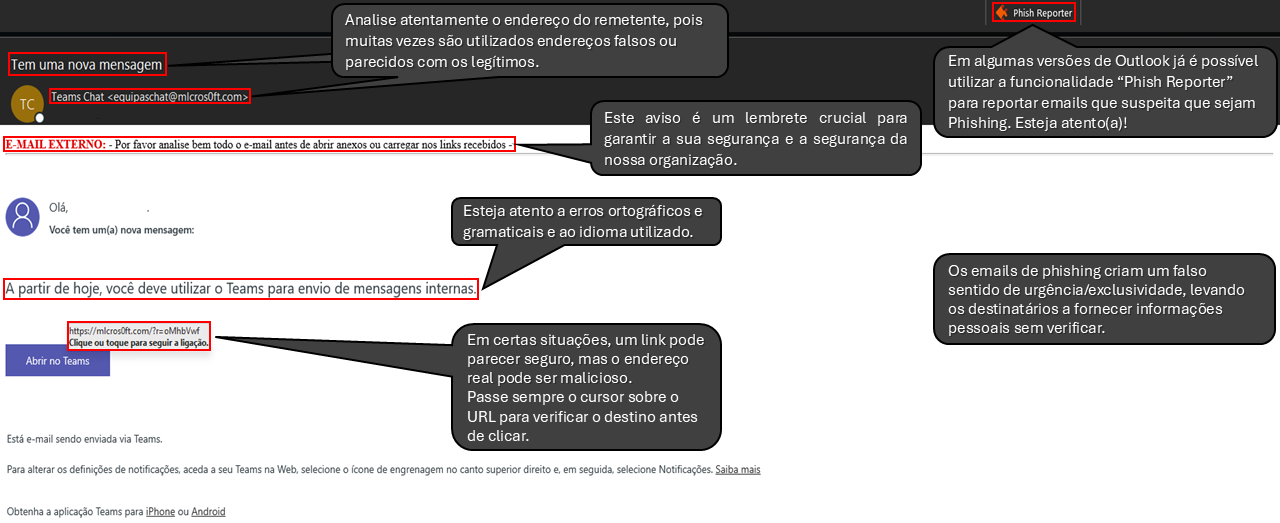 Phish Reporter
Analise atentamente o endereço do remetente, pois
muitas vezes são utilizados endereços falsos ou
parecidos com os legítimos.
Tem uma nova mensagem
TC
Teams Chat <equipaschat@mlcros0ft.com>
Em algumas versões de Outlook já é possível
utilizar a funcionalidade “Phish Reporter”
para reportar emails que suspeita que sejam
Phishing. Esteja atento(a)!
Este aviso é um lembrete crucial para
garantir a sua segurança e a segurança da
nossa organização.
E-MAIL EXTERNO: - Por favor analise bem todo o e-mail antes de abrir anexos ou carregar nos links recebidos -
Olá, .
Você tem um(a) nova mensagem:
Esteja atento a erros ortográficos e
gramaticais e ao idioma utilizado.
A partir de hoje, você deve utilizar o Teams para envio de mensagens internas.
Os emails de phishing criam um falso
sentido de urgência/exclusividade, levando
os destinatários a fornecer informações
pessoais sem verificar.
https://mlcros0ft.com/?r=oMhbVwf
Clique ou toque para seguir a ligação.
Abrir no Teams
Em certas situações, um link pode
parecer seguro, mas o endereço
real pode ser malicioso.
Passe sempre o cursor sobre o
URL para verificar o destino antes
de clicar.
Está e-mail sendo enviada via Teams.
Para alterar os definições de notificações, aceda a seu Teams na Web, selecione o ícone de engrenagem no canto superior direito e, em seguida, selecione Notificações. Saiba mais
Obtenha a aplicação Teams para iPhone ou Android